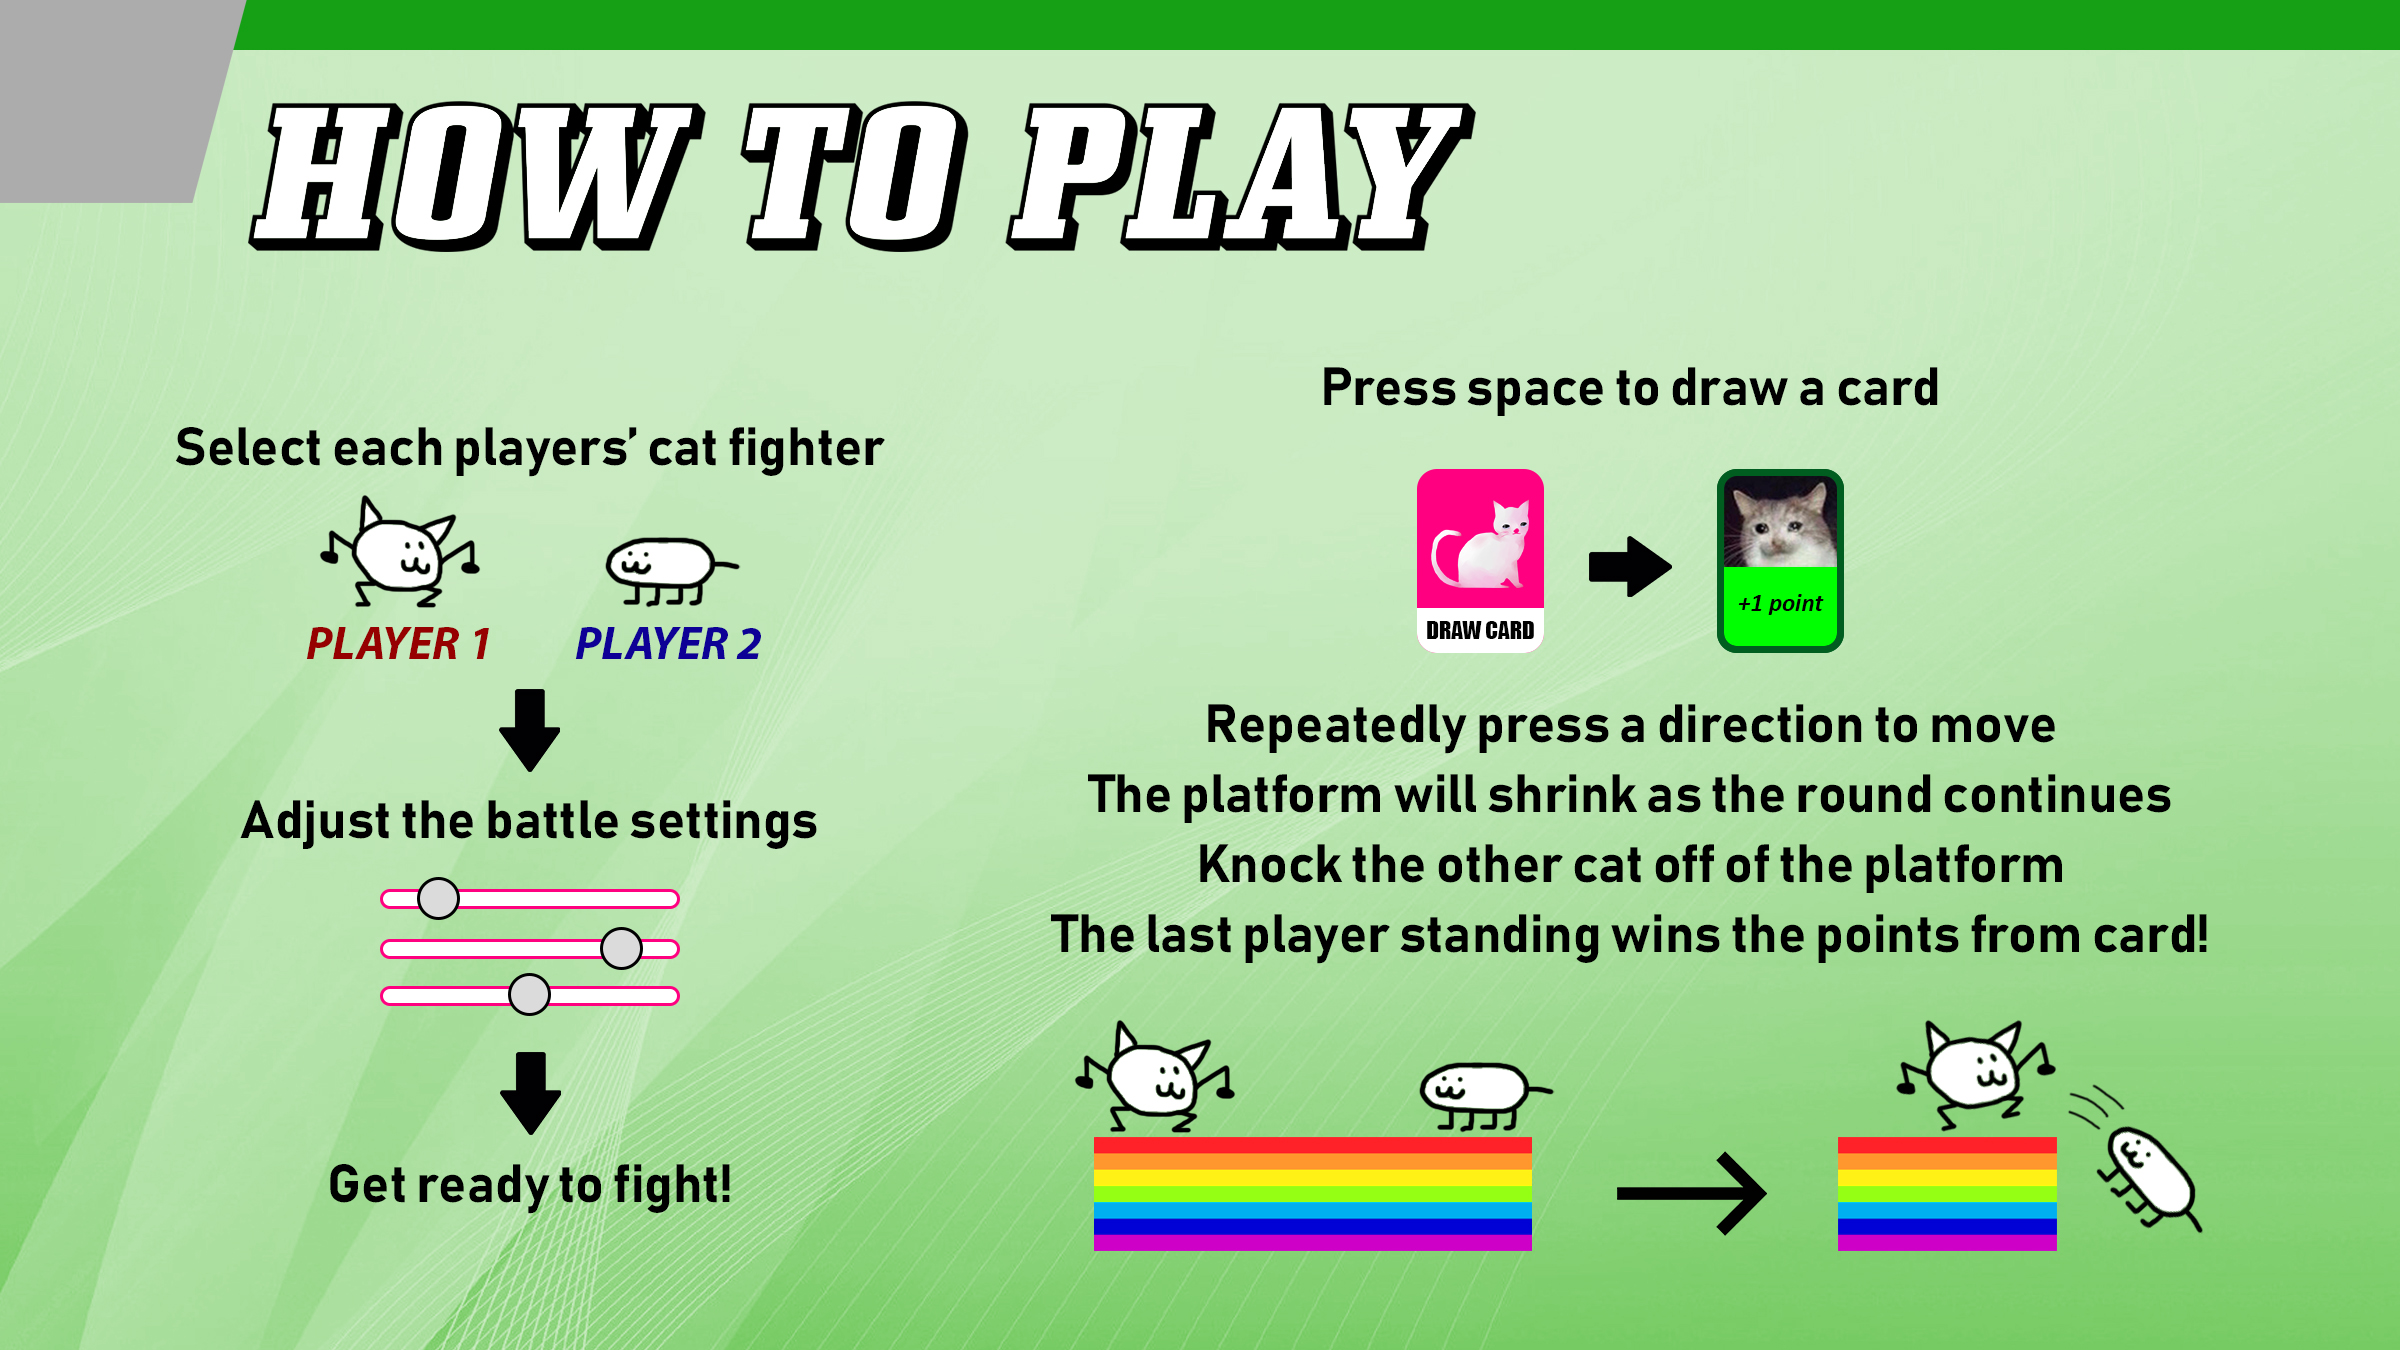 HOW TO PLAY
Select each players’ cat fighter
PLAYER 1
PLAYER 2
Adjust the battle settings
Get ready to fight!
Press space to draw a card
DRAW CARD
+1 point
Repeatedly press a direction to move
The platform will shrink as the round continues
Knock the other cat off of the platform
The last player standing wins the points from card!